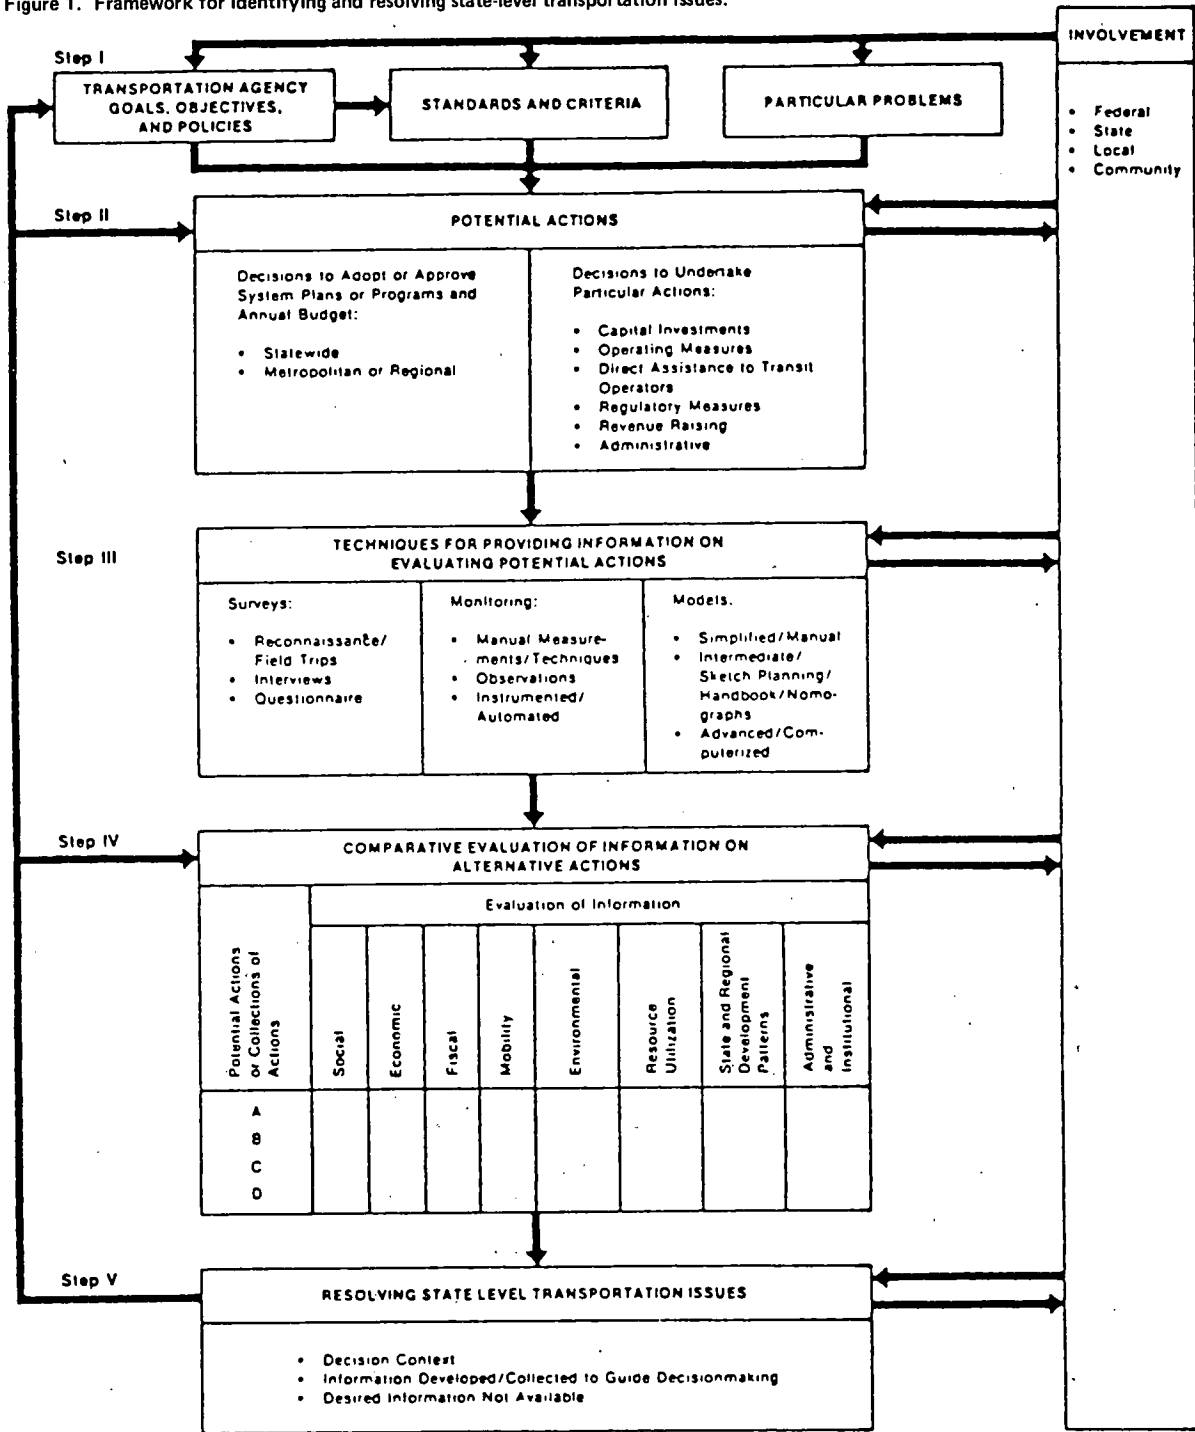 Figure 1. Framework for identifying and resolving state-level transportation issues.
INVOLVEMENT
• Federal
• State
• Local
• Community
Step I
TRANSPORTATION AGENCY
GOALS, OBJECTIVES,
AND POLICIES
STANDARDS AND CRITERIA
PARTICULAR PROBLEMS
Step II
POTENTIAL ACTIONS
Decisions to Adopt or Approve
System Plans or Programs and
Annual Budget:
• Statewide
• Metropolitan or Regional
Decisions to Undertake
Particular Actions:
• Capital Investments
• Operating Measures
• Direct Assistance to Transit
Operators
• Regulatory Measures
• Revenue Raising
• Administrative
Step III
TECHNIQUES FOR PROVIDING INFORMATION ON
EVALUATING POTENTIAL ACTIONS
Surveys:
• Reconnaissance/
Field Trips
• Interviews
• Questionnaire
Monitoring:
• Manual Measure-
ments/Techniques
• Observations
• Instrumented/
Automated
Models.
• Simplified/Manual
• Intermediate/
Sketch Planning/
Handbook/Nomo-
graphs
• Advanced/Com-
puterized
Step IV
COMPARATIVE EVALUATION OF INFORMATION ON
ALTERNATIVE ACTIONS
Evaluation of Information
Potential Actions
or Collections of
Actions
Social
Economic
Fiscal
Mobility
Environmental
Resource
Utilization
State and Regional
Development
Patterns
Administrative
and
Institutional
A
B
C
D
Step V
RESOLVING STATE LEVEL TRANSPORTATION ISSUES
• Decision Context
• Information Developed/Collected to Guide Decisionmaking
• Desired Information Not Available